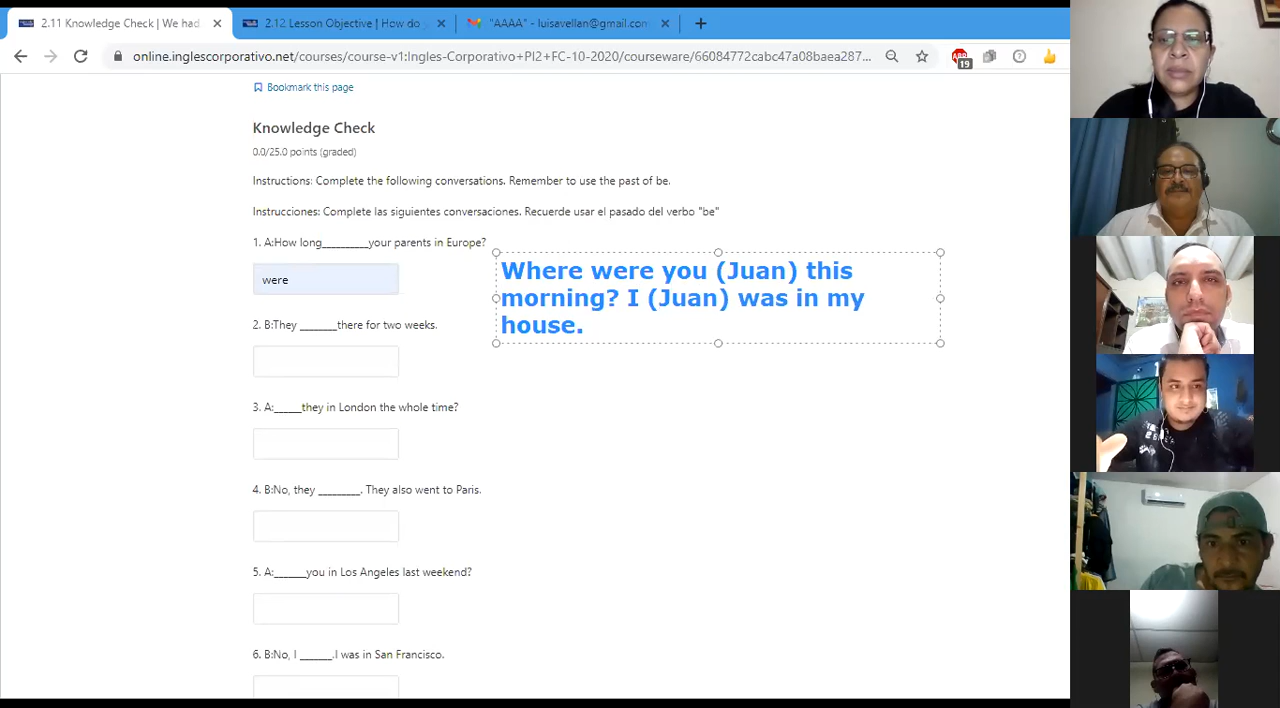 2.11 Knowledge Check | We had
2.12 Lesson Objective | How do
"AAAA" - luisavellan@gmail.com
online.inglescorporativo.net/courses/course-v1:Ingles-Corporativo+PI2+FC-10-2020/courseware/66084772cabc47a08baea287...
19
Bookmark this page
Knowledge Check
0.0/25.0 points (graded)
Instructions: Complete the following conversations. Remember to use the past of be.
Instrucciones: Complete las siguientes conversaciones. Recuerde usar el pasado del verbo "be"
1. A:How long__________your parents in Europe?
were
Where were you (Juan) this
morning? I (Juan) was in my
house.
2. B:They _______there for two weeks.
3. A:_____they in London the whole time?
4. B:No, they ________. They also went to Paris.
5. A:______you in Los Angeles last weekend?
6. B:No, I ______.I was in San Francisco.